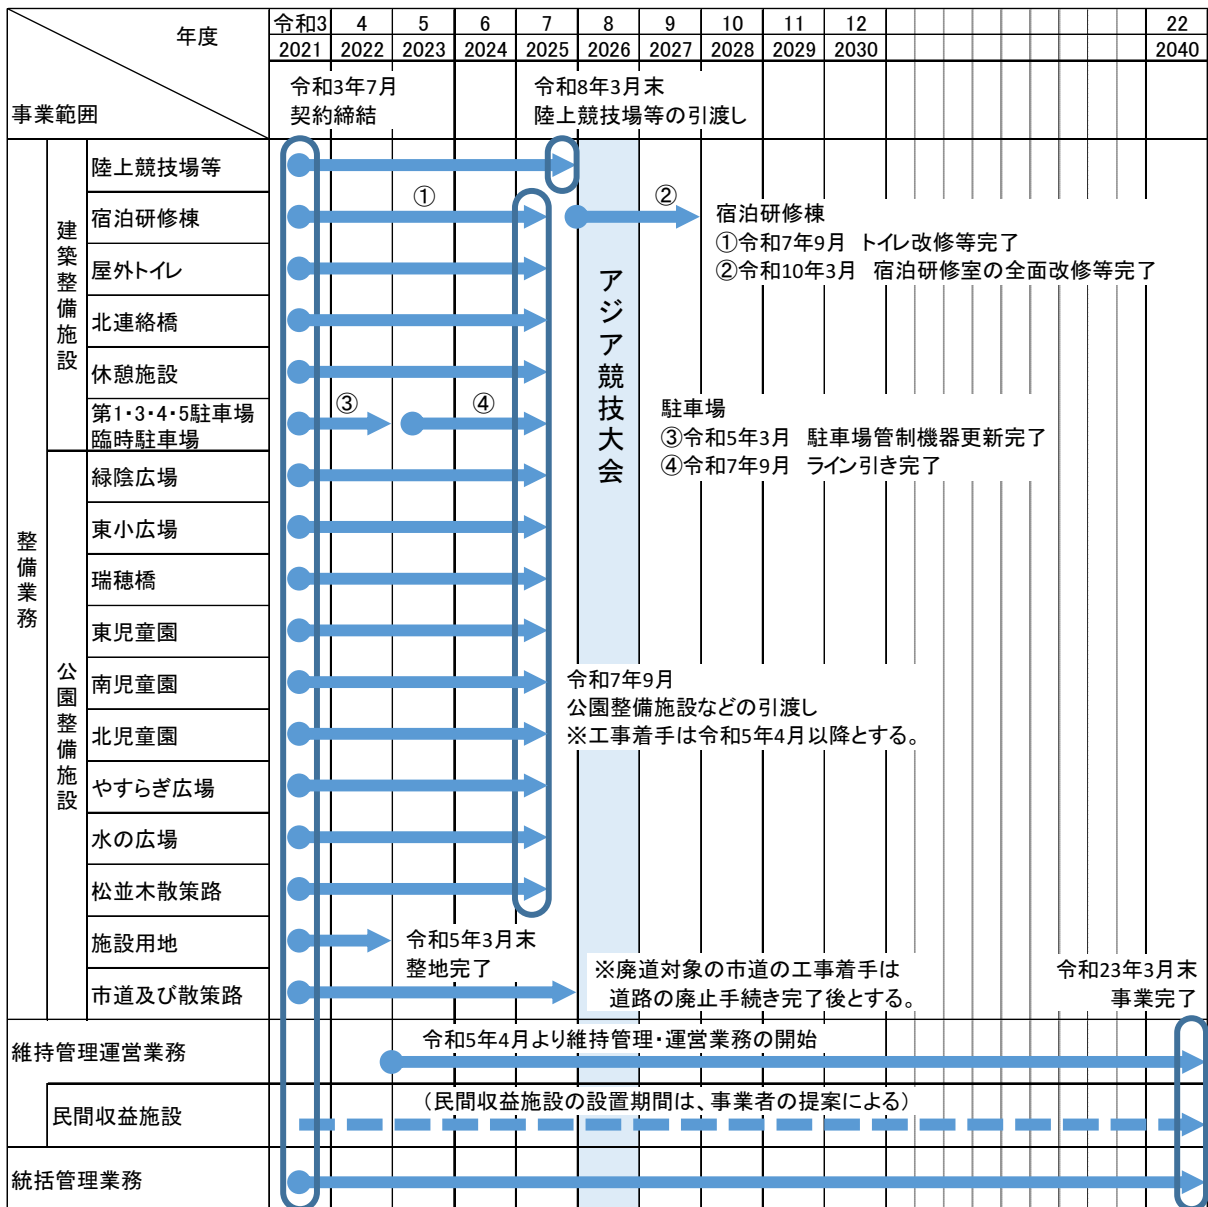 年度
令和3 4 5 6 7 8 9 10 11 12 22
2021 2022 2023 2024 2025 2026 2027 2028 2029 2030 2040
事業範囲
令和3年7月
契約締結
令和8年3月末
陸上競技場等の引渡し
整備業務
建築整備施設
陸上競技場等
宿泊研修棟
①
②
宿泊研修棟
①令和7年9月 トイレ改修等完了
②令和10年3月 宿泊研修室の全面改修等完了
屋外トイレ
北連絡橋
休憩施設
アジア競技大会
第1・3・4・5駐車場
臨時駐車場
③
④
駐車場
③令和5年3月 駐車場管制機器更新完了
④令和7年9月 ライン引き完了
公園整備施設
緑陰広場
東小広場
瑞穂橋
東児童園
南児童園
北児童園
令和7年9月
公園整備施設などの引渡し
※工事着手は令和5年4月以降とする。
やすらぎ広場
水の広場
松並木散策路
施設用地
令和5年3月末
整地完了
市道及び散策路
※廃道対象の市道の工事着手は
道路の廃止手続き完了後とする。
令和23年3月末
事業完了
維持管理運営業務
令和5年4月より維持管理・運営業務の開始
民間収益施設
（民間収益施設の設置期間は、事業者の提案による）
統括管理業務